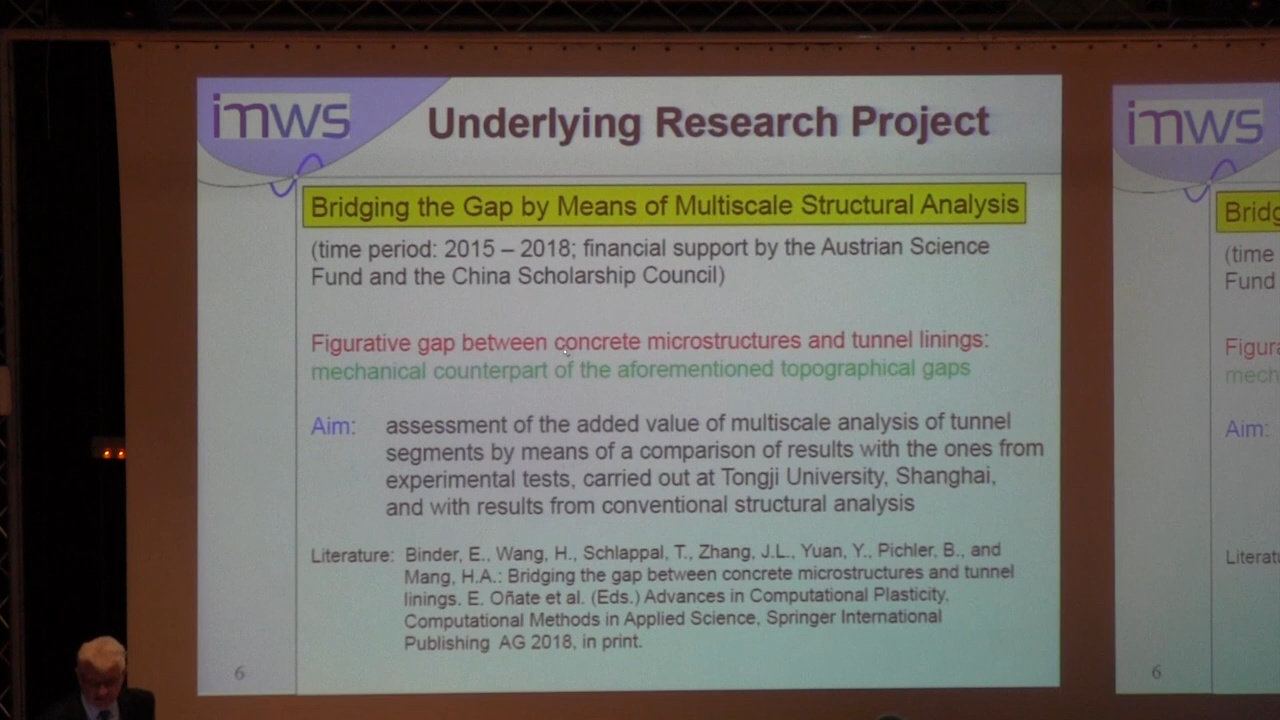 imws
Underlying Research Project
Bridging the Gap by Means of Multiscale Structural Analysis
(time period: 2015 – 2018; financial support by the Austrian Science
Fund and the China Scholarship Council)
Figurative gap between concrete microstructures and tunnel linings:
mechanical counterpart of the aforementioned topographical gaps
Aim: assessment of the added value of multiscale analysis of tunnel
segments by means of a comparison of results with the ones from
experimental tests, carried out at Tongji University, Shanghai,
and with results from conventional structural analysis
Literature: Binder, E., Wang, H., Schlappal, T., Zhang, J.L., Yuan, Y., Pichler, B., and
Mang, H.A.: Bridging the gap between concrete microstructures and tunnel
linings. E. Oñate et al. (Eds.) Advances in Computational Plasticity,
Computational Methods in Applied Science, Springer International
Publishing AG 2018, in print.
6
imws
Bridg
(time
Fund
Figura
mech
Aim:
Literatu
6